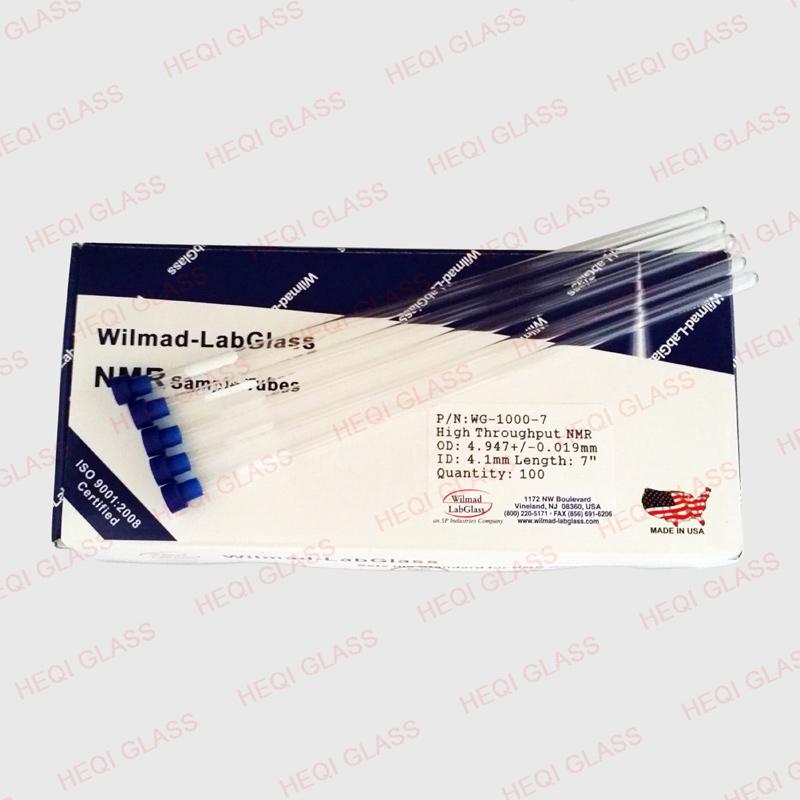 Wilmad-LabGlass
NMR Sample Tubes
P/N:WG-1000-7
High Throughput NMR
OD: 4.947+/-0.019mm
ID: 4.1mm Length: 7"
Quantity: 100
Wilmad
LabGlass
an SP Industries Company
1172 NW Boulevard
Vineland, NJ 08360, USA
(800) 220-5171 · FAX (856) 691-6206
www.wilmad-labglass.com
MADE IN USA
ISO 9001:2008
Certified
Wilmad-LabGlass
HEQI GLASS